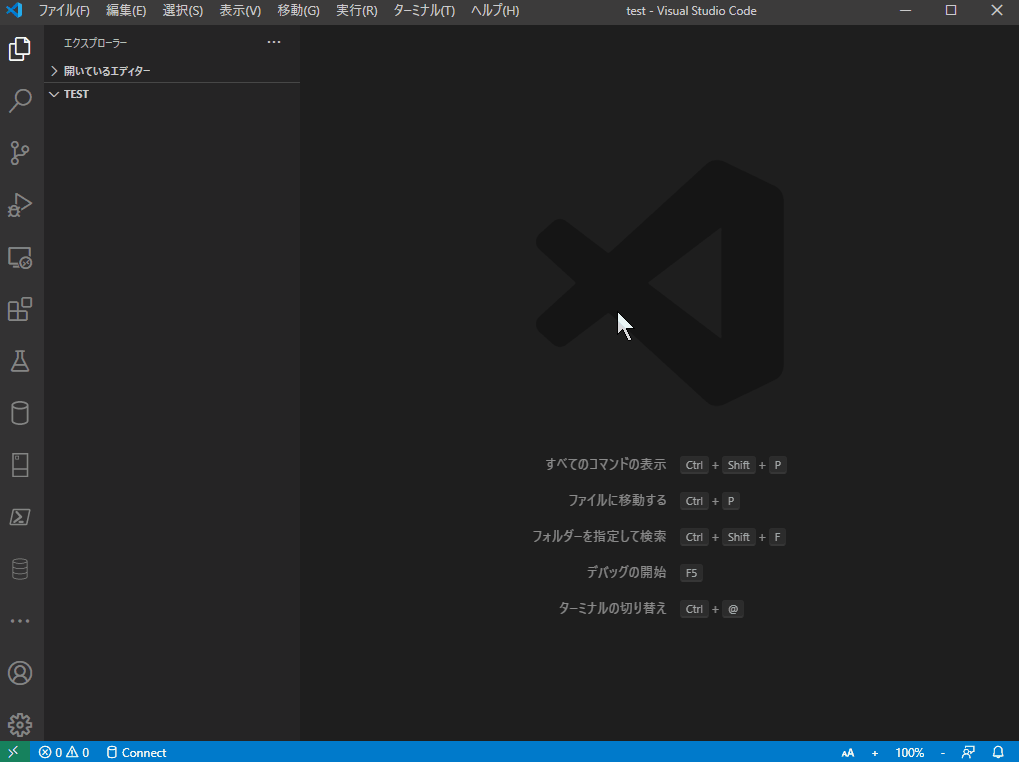 ファイル(F) 編集(E) 選択(S) 表示(V) 移動(G) 実行(R) ターミナル(T) ヘルプ(H) test - Visual Studio Code
エクスプローラー
開いているエディター
TEST
すべてのコマンドの表示 Ctrl + Shift + P
ファイルに移動する Ctrl + P
フォルダーを指定して検索 Ctrl + Shift + F
デバッグの開始 F5
ターミナルの切り替え Ctrl + @
0 0 Connect AA + 100% -